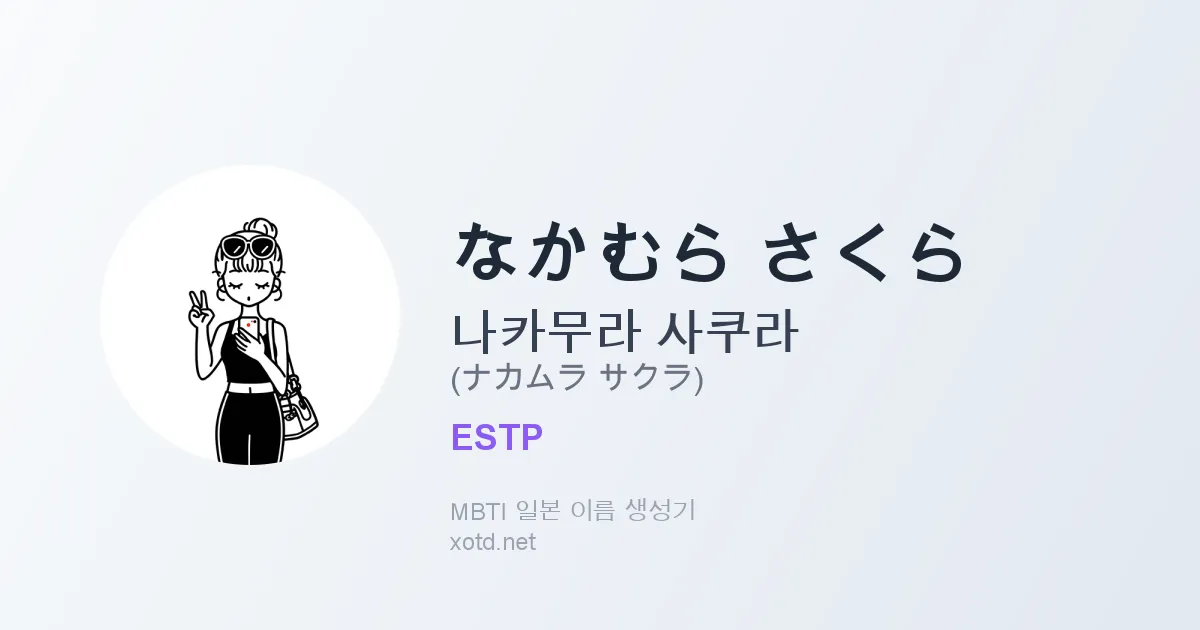 なかむら さくら
나카무라 사쿠라
(ナカムラ サクラ)
ESTP
MBTI 일본 이름 생성기
xotd.net